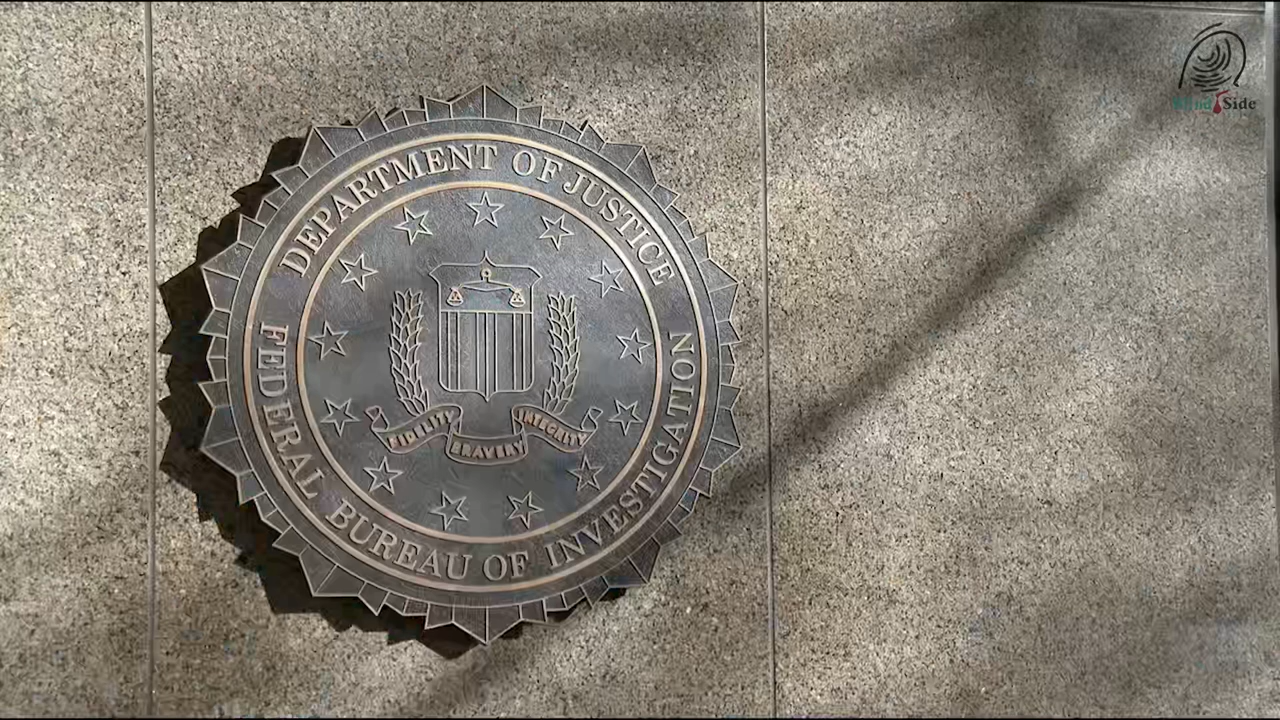 DEPARTMENT OF JUSTICE
FEDERAL BUREAU OF INVESTIGATION
FIDELITY
BRAVERY
INTEGRITY
Side